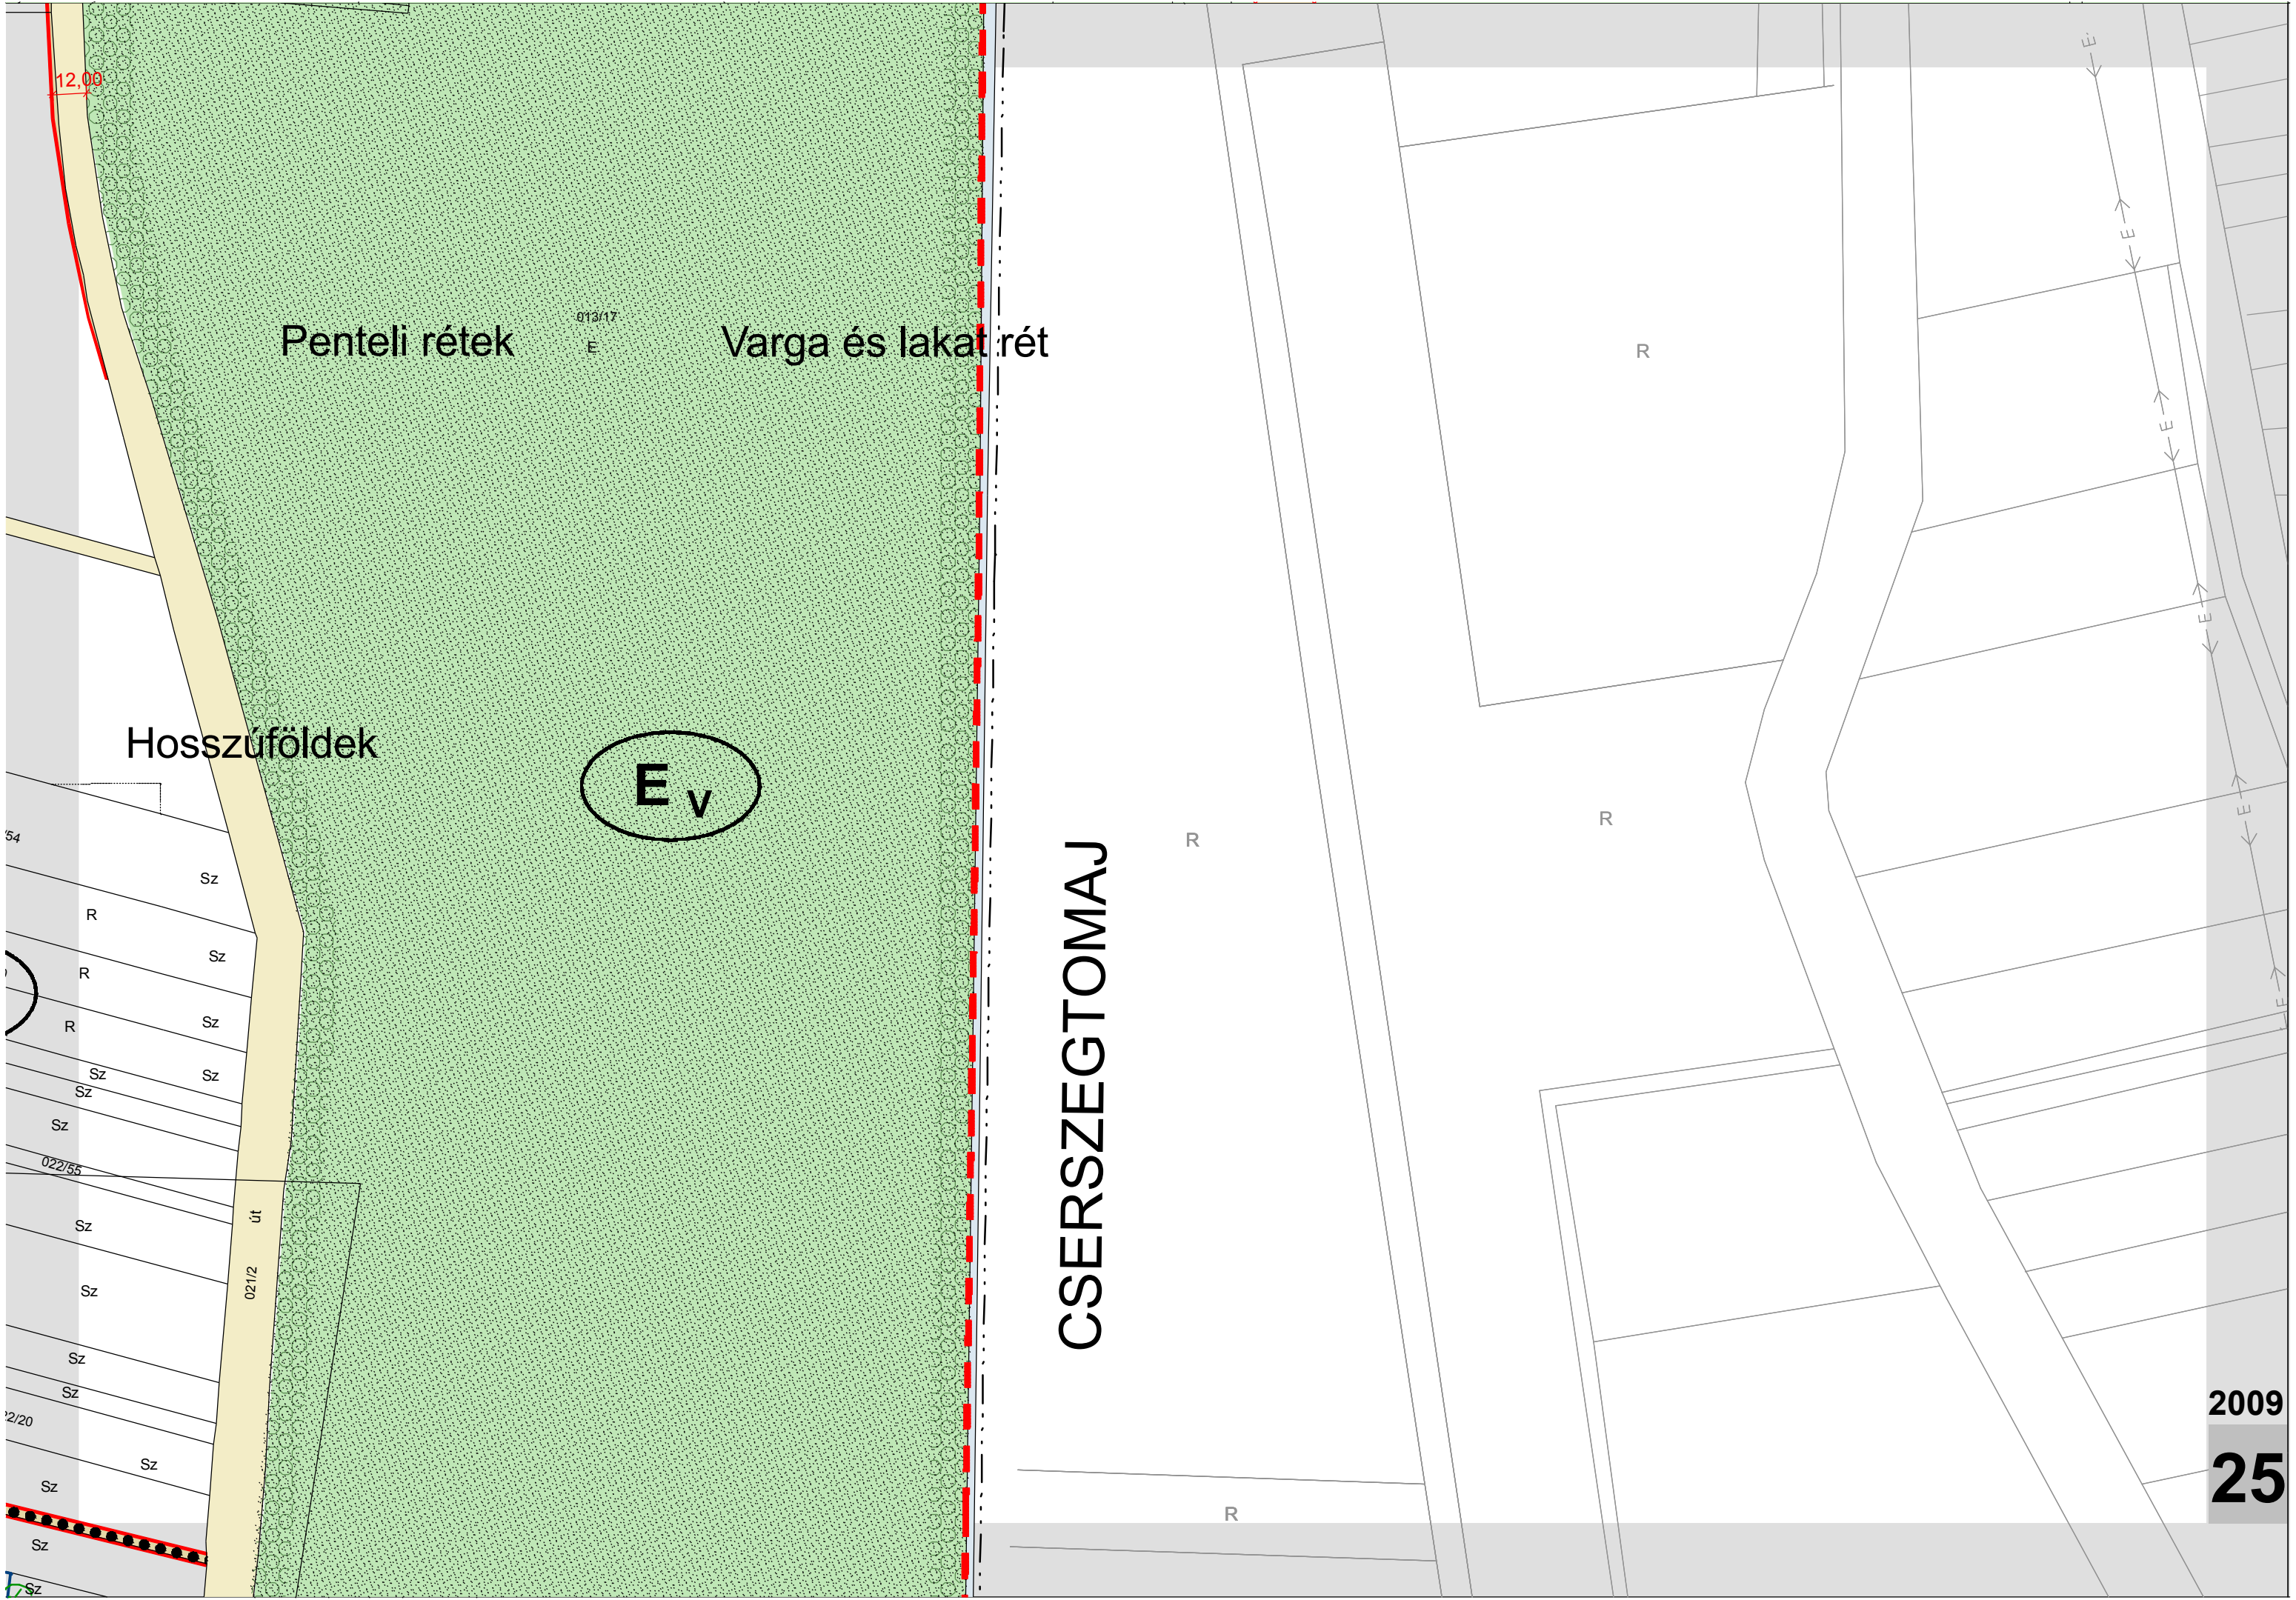 12,00
E
E
013/17
Penteli rétek
E
Varga és lakat rét
R
E
E
Hosszúföldek
E V
R
R
E
/54
Sz
R
Sz
R
Sz
R
Sz
Sz
Sz
Sz
022/55
út
Sz
021/2
Sz
CSERSZEGTOMAJ
E
Sz
Sz
22/20
Sz
Sz
R
2009
25
Sz
Sz